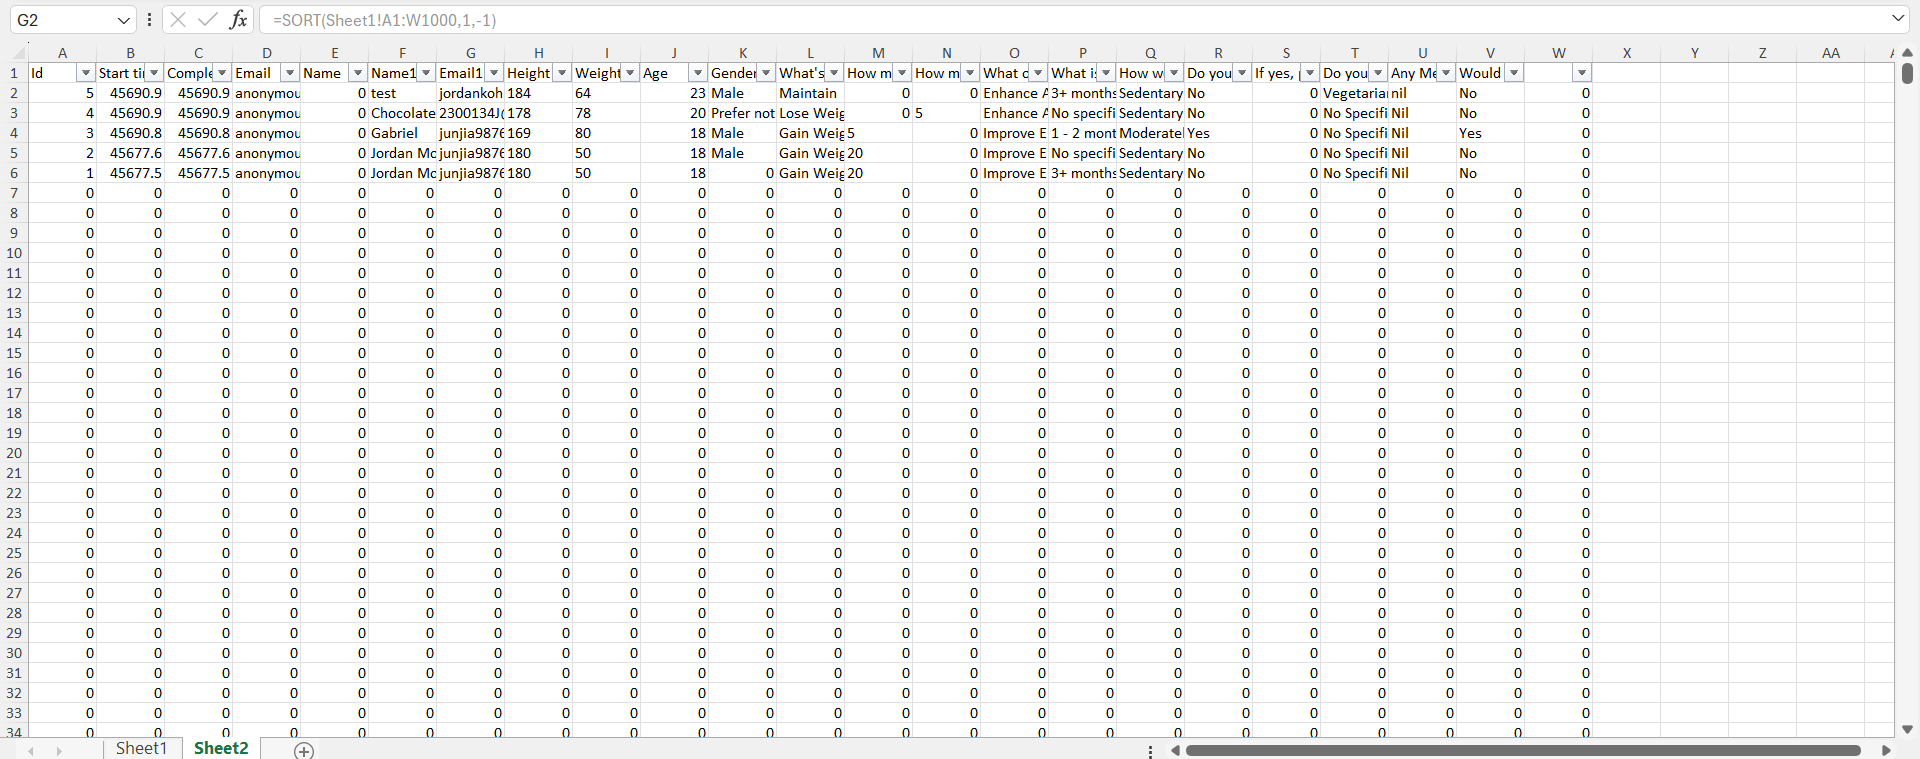 G2 fx =SORT(Sheet1!A1:W1000,1,-1)
A B C D E F G H I J K L M N O P Q R S T U V W X Y Z AA
1 Id Start ti Comple Email Name Name1 Email1 Height Weight Age Gender What's How m How m What c What i How w Do you If yes, Do you Any Me Would
2 5 45690.9 45690.9 anonymou 0 test jordankoh 184 64 23 Male Maintain 0 0 Enhance A 3+ months Sedentary No 0 Vegetarian nil No 0
3 4 45690.9 45690.9 anonymou 0 Chocolate 2300134J( 178 78 20 Prefer not Lose Weig 0 5 Enhance A No specifi Sedentary No 0 No Specifi Nil No 0
4 3 45690.8 45690.8 anonymou 0 Gabriel junjia9876 169 80 18 Male Gain Weig 5 0 Improve E 1 - 2 mont Moderatel Yes 0 No Specifi Nil Yes 0
5 2 45677.6 45677.6 anonymou 0 Jordan Mc junjia9876 180 50 18 Male Gain Weig 20 0 Improve E No specifi Sedentary No 0 No Specifi Nil No 0
6 1 45677.5 45677.5 anonymou 0 Jordan Mc junjia9876 180 50 18 0 Gain Weig 20 0 Improve E 3+ months Sedentary No 0 No Specifi Nil No 0
7 0 0 0 0 0 0 0 0 0 0 0 0 0 0 0 0 0 0 0 0 0 0 0
8 0 0 0 0 0 0 0 0 0 0 0 0 0 0 0 0 0 0 0 0 0 0 0
9 0 0 0 0 0 0 0 0 0 0 0 0 0 0 0 0 0 0 0 0 0 0 0
10 0 0 0 0 0 0 0 0 0 0 0 0 0 0 0 0 0 0 0 0 0 0 0
11 0 0 0 0 0 0 0 0 0 0 0 0 0 0 0 0 0 0 0 0 0 0 0
12 0 0 0 0 0 0 0 0 0 0 0 0 0 0 0 0 0 0 0 0 0 0 0
13 0 0 0 0 0 0 0 0 0 0 0 0 0 0 0 0 0 0 0 0 0 0 0
14 0 0 0 0 0 0 0 0 0 0 0 0 0 0 0 0 0 0 0 0 0 0 0
15 0 0 0 0 0 0 0 0 0 0 0 0 0 0 0 0 0 0 0 0 0 0 0
16 0 0 0 0 0 0 0 0 0 0 0 0 0 0 0 0 0 0 0 0 0 0 0
17 0 0 0 0 0 0 0 0 0 0 0 0 0 0 0 0 0 0 0 0 0 0 0
18 0 0 0 0 0 0 0 0 0 0 0 0 0 0 0 0 0 0 0 0 0 0 0
19 0 0 0 0 0 0 0 0 0 0 0 0 0 0 0 0 0 0 0 0 0 0 0
20 0 0 0 0 0 0 0 0 0 0 0 0 0 0 0 0 0 0 0 0 0 0 0
21 0 0 0 0 0 0 0 0 0 0 0 0 0 0 0 0 0 0 0 0 0 0 0
22 0 0 0 0 0 0 0 0 0 0 0 0 0 0 0 0 0 0 0 0 0 0 0
23 0 0 0 0 0 0 0 0 0 0 0 0 0 0 0 0 0 0 0 0 0 0 0
24 0 0 0 0 0 0 0 0 0 0 0 0 0 0 0 0 0 0 0 0 0 0 0
25 0 0 0 0 0 0 0 0 0 0 0 0 0 0 0 0 0 0 0 0 0 0 0
26 0 0 0 0 0 0 0 0 0 0 0 0 0 0 0 0 0 0 0 0 0 0 0
27 0 0 0 0 0 0 0 0 0 0 0 0 0 0 0 0 0 0 0 0 0 0 0
28 0 0 0 0 0 0 0 0 0 0 0 0 0 0 0 0 0 0 0 0 0 0 0
29 0 0 0 0 0 0 0 0 0 0 0 0 0 0 0 0 0 0 0 0 0 0 0
30 0 0 0 0 0 0 0 0 0 0 0 0 0 0 0 0 0 0 0 0 0 0 0
31 0 0 0 0 0 0 0 0 0 0 0 0 0 0 0 0 0 0 0 0 0 0 0
32 0 0 0 0 0 0 0 0 0 0 0 0 0 0 0 0 0 0 0 0 0 0 0
33 0 0 0 0 0 0 0 0 0 0 0 0 0 0 0 0 0 0 0 0 0 0 0
34 0 0 0 0 0 0 0 0 0 0 0 0 0 0 0 0 0 0 0 0 0 0 0
Sheet1 Sheet2